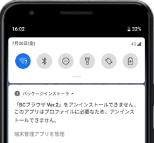 16:02
32%
7月30日(金)
パッケージインストーラ
「BCブラウザ Ver.2」をアンインストールできません。
このアプリはプロファイルに必要なため、アンインス
トールできません。
端末管理アプリを管理